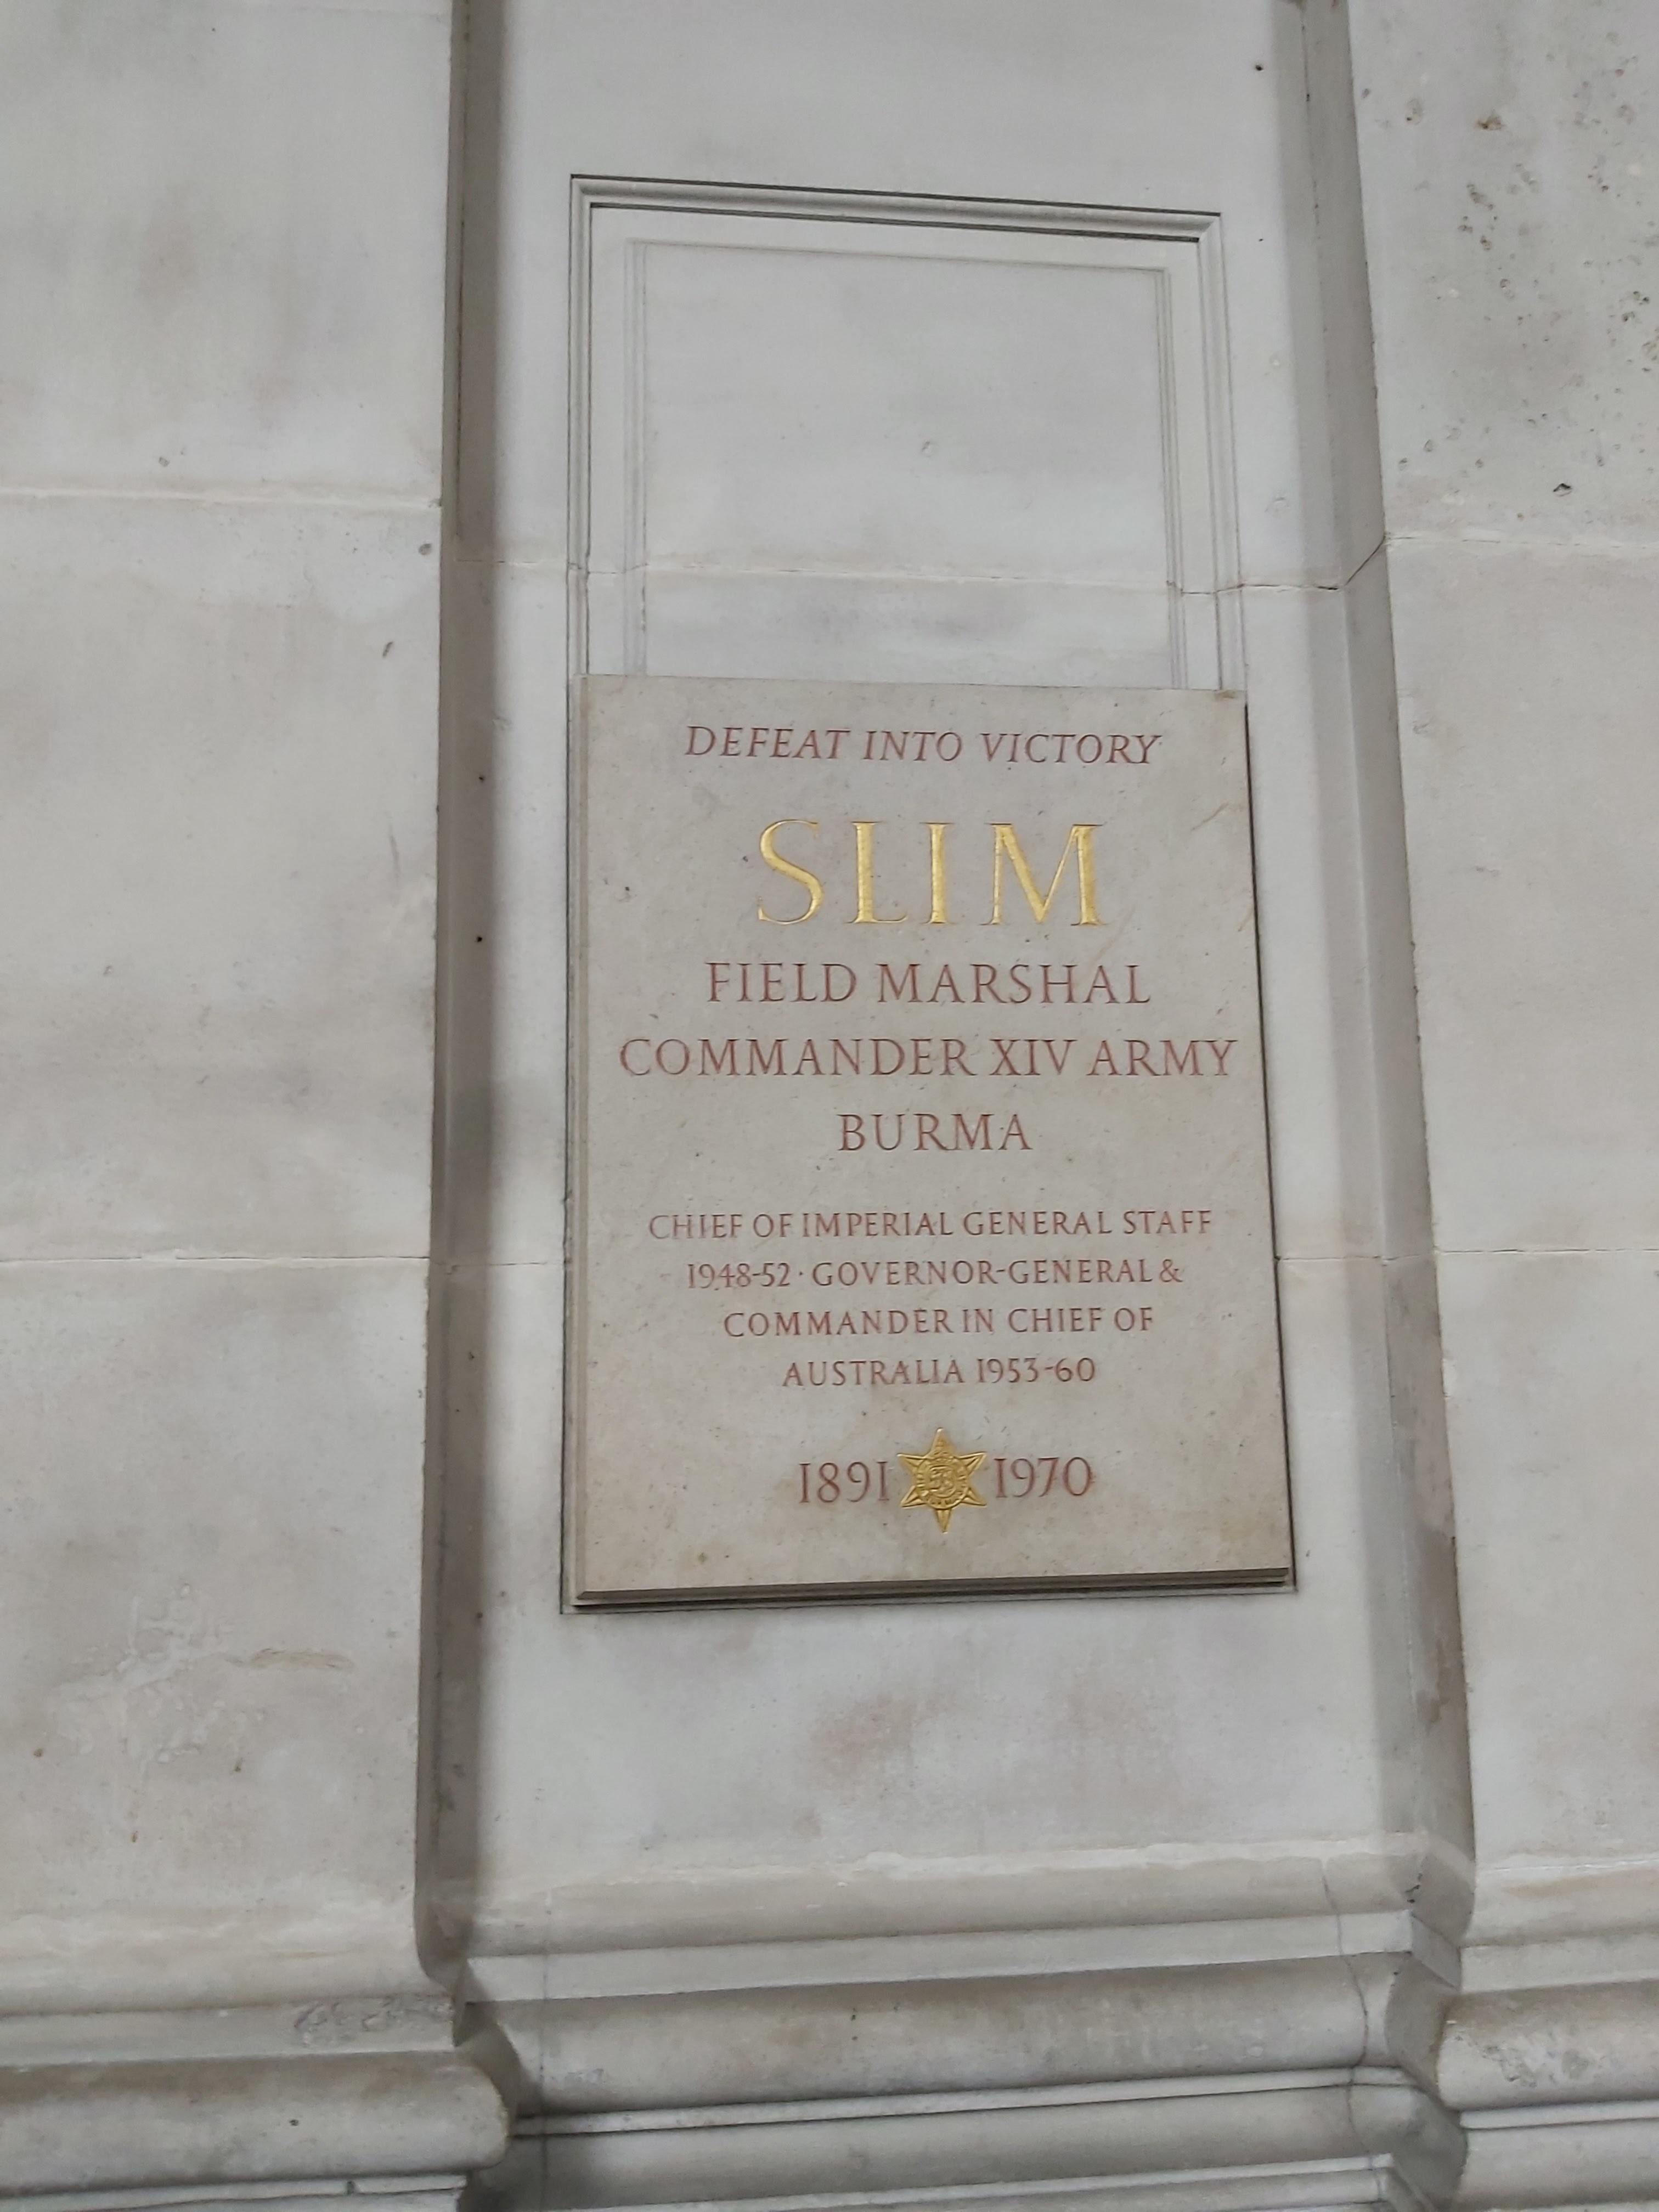 DEFEAT INTO VICTORY
SLIM
FIELD MARSHAL
COMMANDER XIV ARMY
BURMA
CHIEF OF IMPERIAL GENERAL STAFF
1948-52 · GOVERNOR-GENERAL &
COMMANDER IN CHIEF OF
AUSTRALIA 1953-60
1891 1970